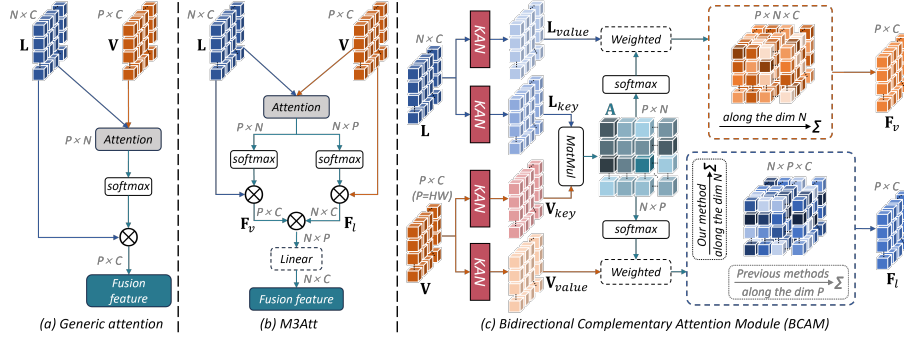 N×C
P×C
L
V
P×N
Attention
softmax
P×C
Fusion
feature
(a) Generic attention
N×C
P×C
L
V
Attention
P×N
N×P
softmax
softmax
F_v
P×C
N×C
F_l
N×P
Linear
N×C
Fusion feature
(b) M3Att
N×C
L
KAN
L_value
Weighted
softmax
KAN
L_key
A
P×N
MatMul
P×C
(P=HW)
V
KAN
V_key
N×P
softmax
KAN
V_value
Weighted
P×N×C
along the dim N
Σ
P×C
F_v
N×P×C
Our method
along the dim N
Σ
Previous methods
along the dim P
Σ
P×C
F_l
(c) Bidirectional Complementary Attention Module (BCAM)